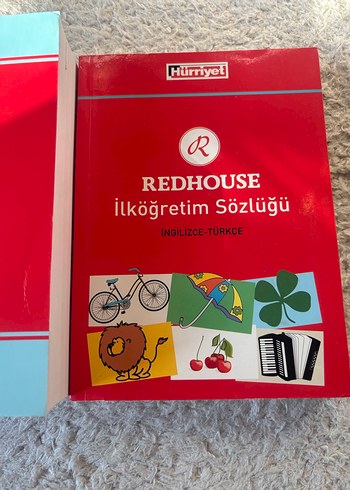 Hürriyet
R
REDHOUSE
İlköğretim Sözlüğü
İNGİLİZCE-TÜRKÇE